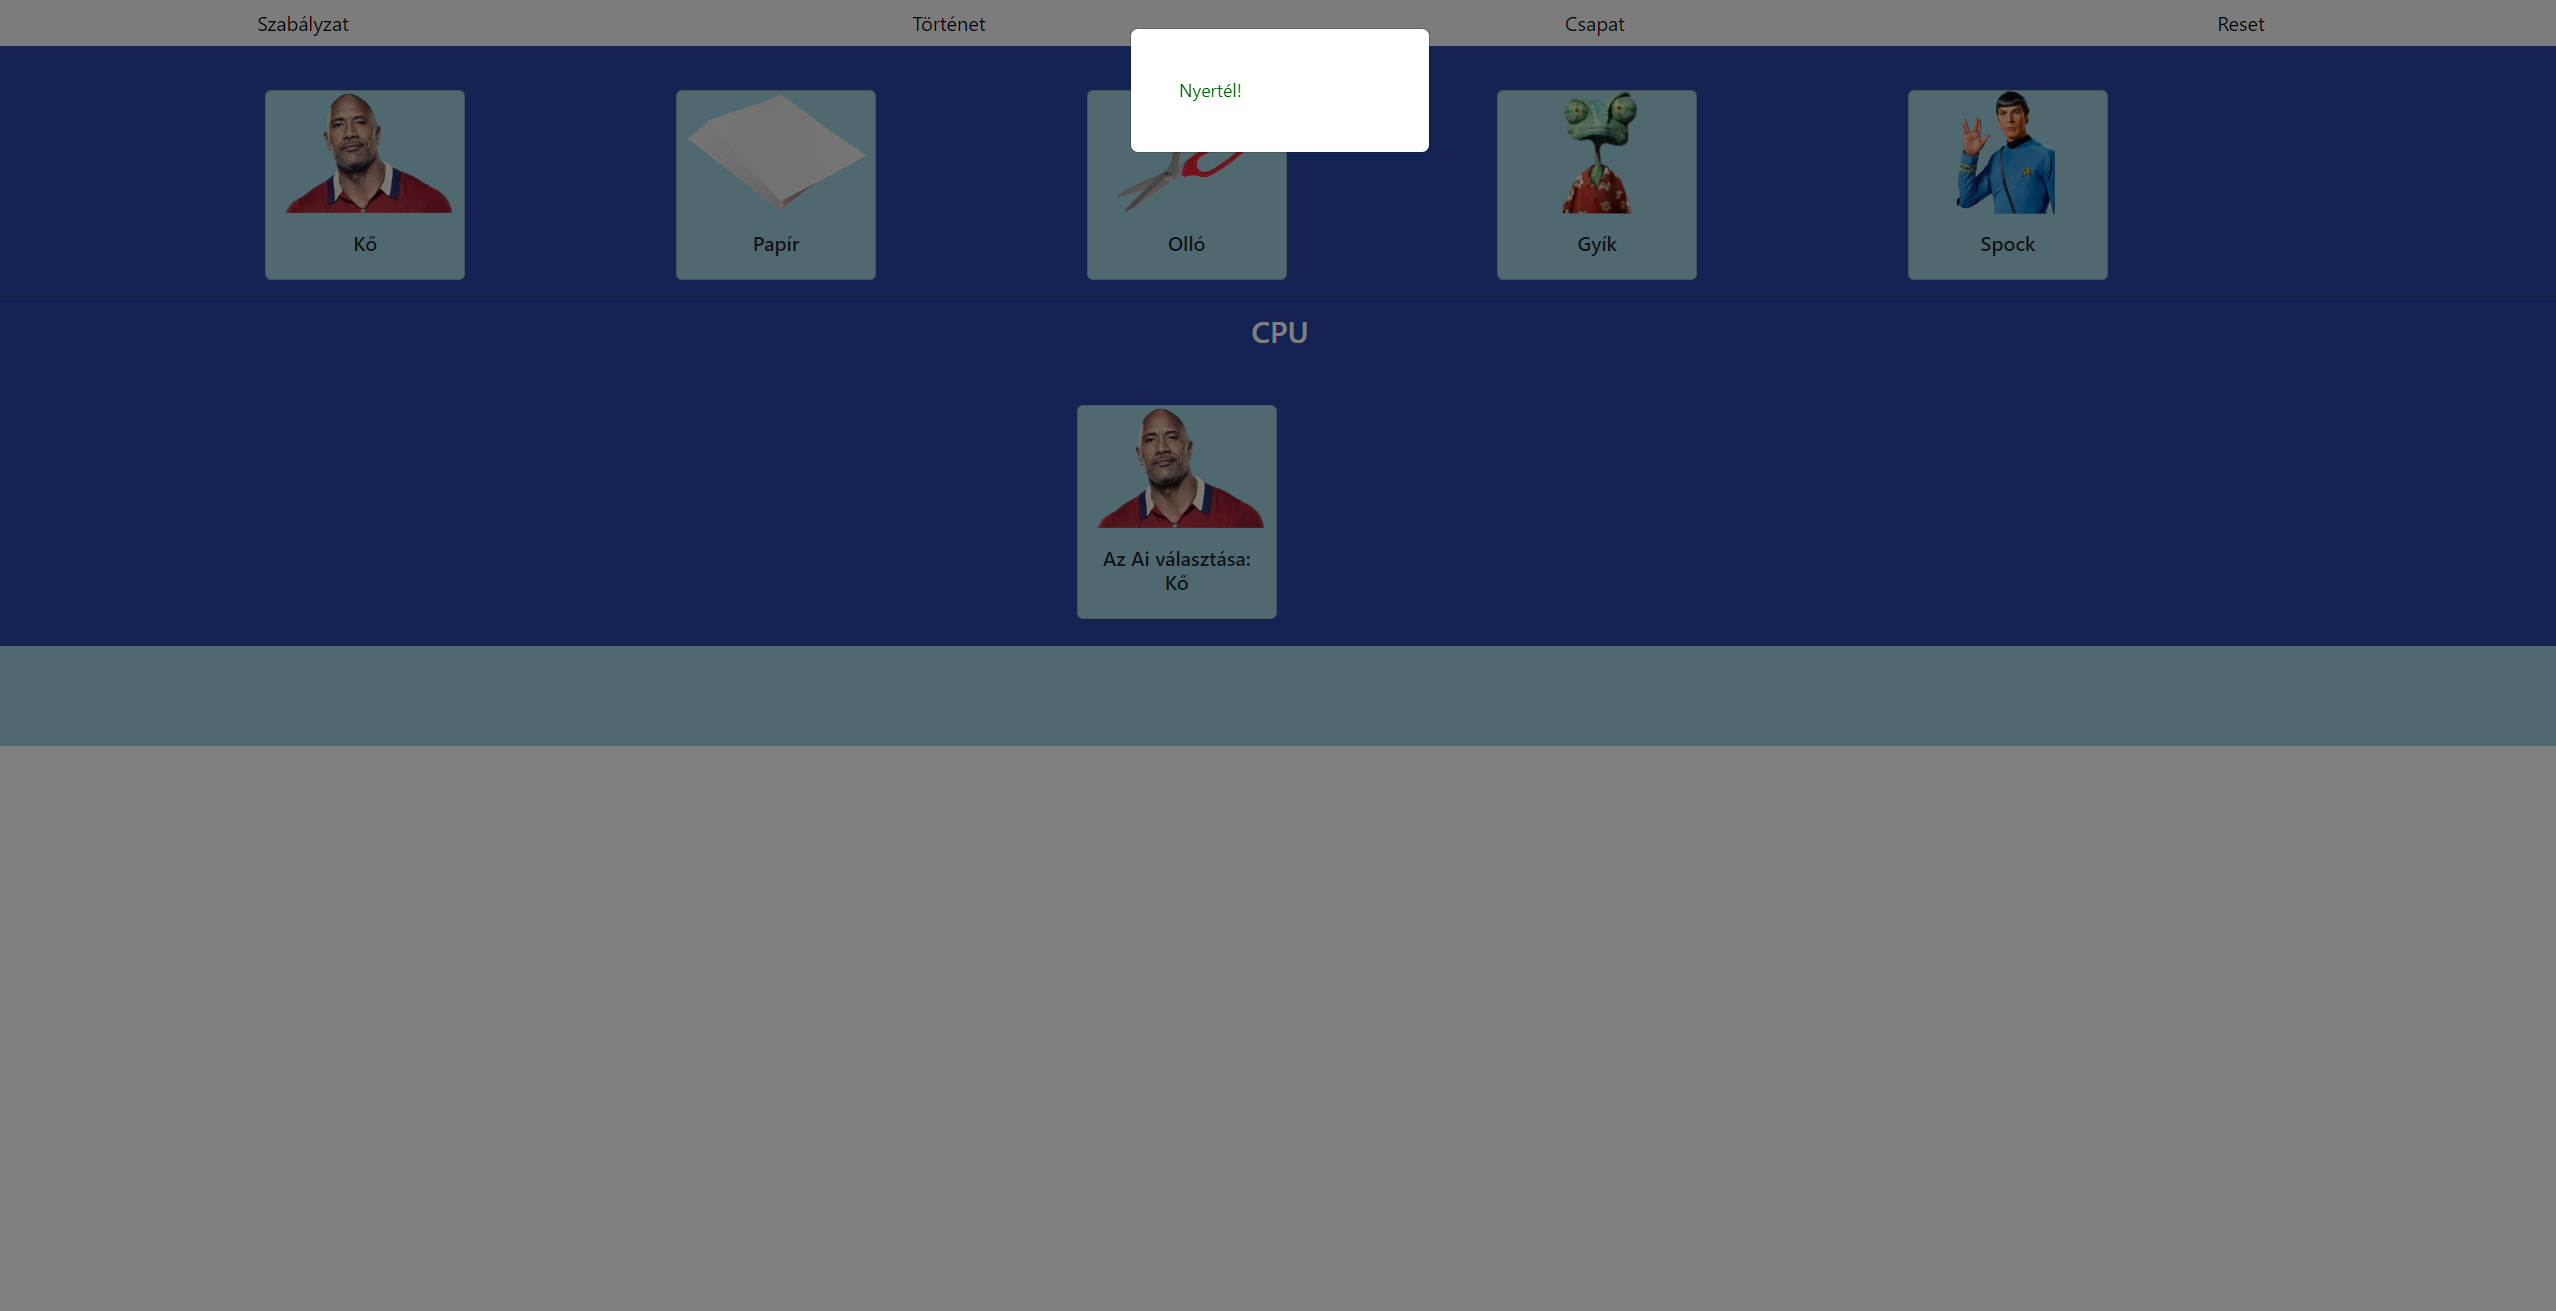 Szabályzat
Történet
Csapat
Reset
Nyertél!
Kő
Papír
Olló
Gyík
Spock
CPU
Az Ai választása:
Kő